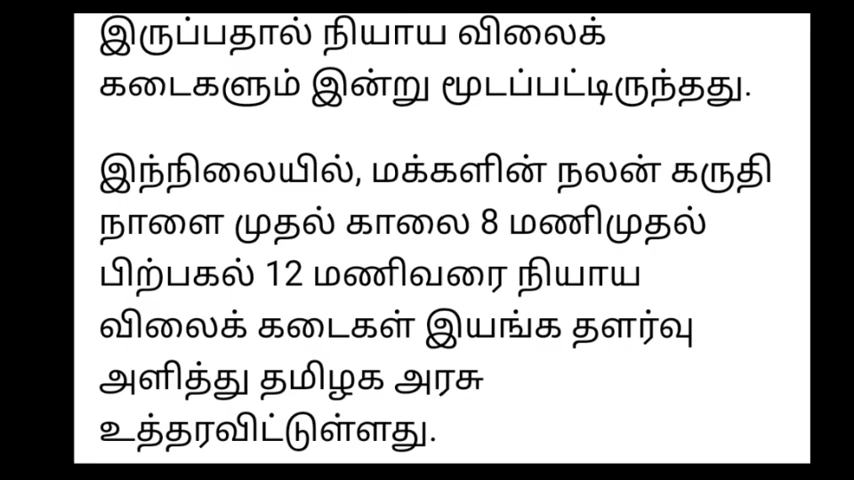 இருப்பதால் நியாய விலைக்
கடைகளும் இன்று மூடப்பட்டிருந்தது.
இந்நிலையில், மக்களின் நலன் கருதி
நாளை முதல் காலை 8 மணிமுதல்
பிற்பகல் 12 மணிவரை நியாய
விலைக் கடைகள் இயங்க தளர்வு
அளித்து தமிழக அரசு
உத்தரவிட்டுள்ளது.